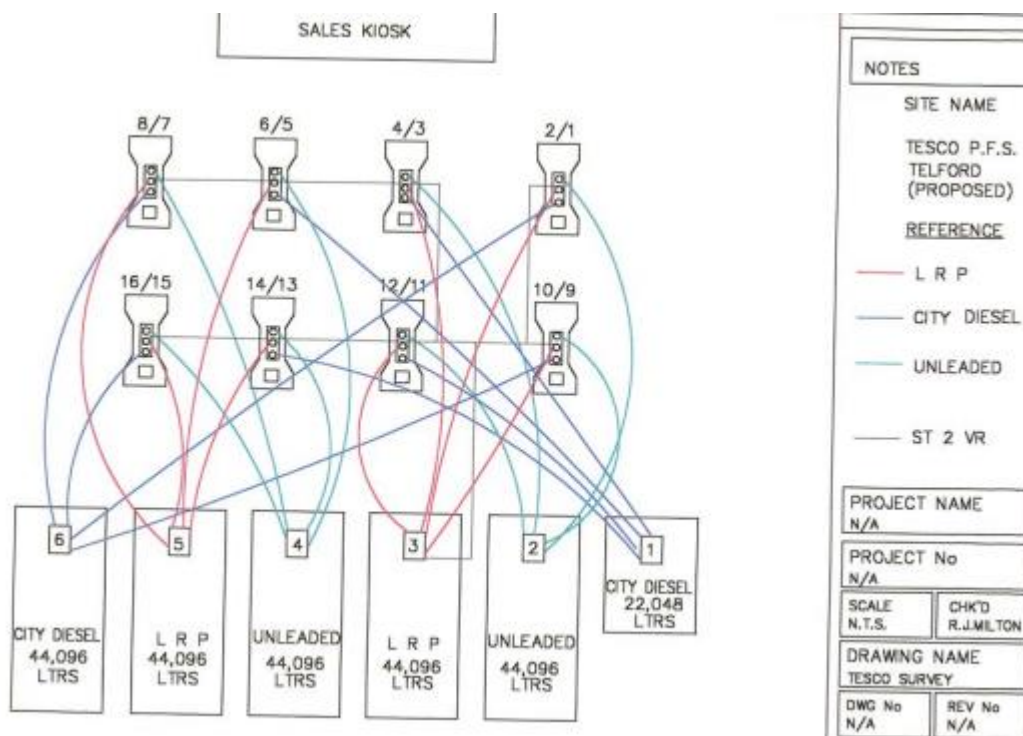 SALES KIOSK
8/7
6/5
4/3
2/1
16/15
14/13
12/11
10/9
6
5
4
3
2
1
CITY DIESEL
44,096
LTRS
L R P
44,096
LTRS
UNLEADED
44,096
LTRS
L R P
44,096
LTRS
UNLEADED
44,096
LTRS
CITY DIESEL
22,048
LTRS
NOTES
SITE NAME
TESCO P.F.S.
TELFORD
(PROPOSED)
REFERENCE
L R P
CITY DIESEL
UNLEADED
ST 2 VR
PROJECT NAME
N/A
PROJECT No
N/A
SCALE
N.T.S.
CHK'D
R.J.MILTON
DRAWING NAME
TESCO SURVEY
DWG No
N/A
REV No
N/A